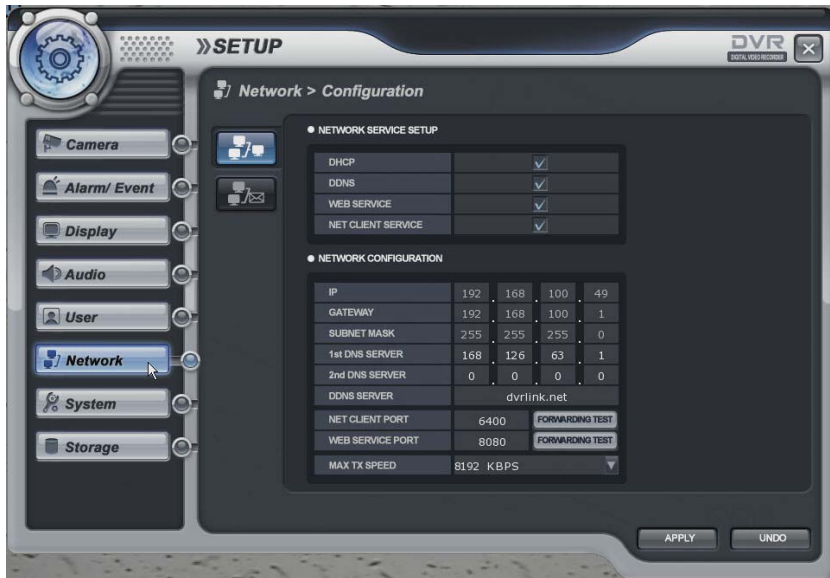 »SETUP
DVR
DIGITAL VIDEO RECORDER
Network > Configuration
Camera
Alarm/ Event
Display
Audio
User
Network
System
Storage
NETWORK SERVICE SETUP
DHCP
DDNS
WEB SERVICE
NET CLIENT SERVICE
NETWORK CONFIGURATION
IP 192 . 168 . 100 . 49
GATEWAY 192 . 168 . 100 . 1
SUBNET MASK 255 . 255 . 255 . 0
1st DNS SERVER 168 . 126 . 63 . 1
2nd DNS SERVER 0 . 0 . 0 . 0
DDNS SERVER dvrlink.net
NET CLIENT PORT 6400 FORWARDING TEST
WEB SERVICE PORT 8080 FORWARDING TEST
MAX TX SPEED 8192 KBPS
APPLY UNDO